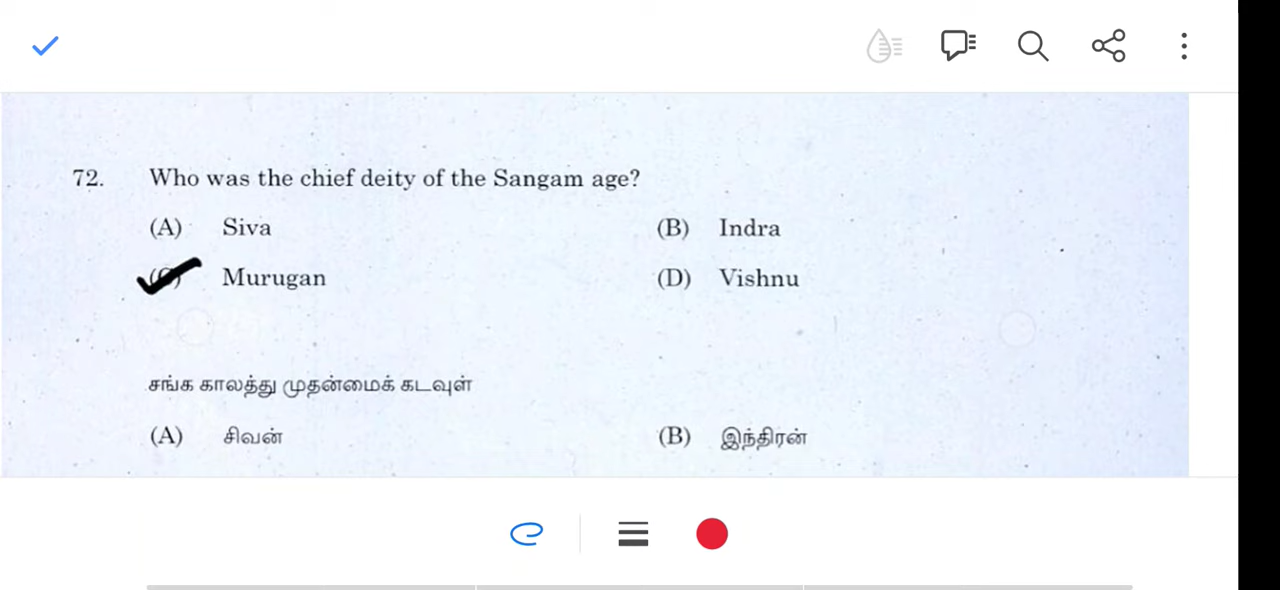 72. Who was the chief deity of the Sangam age?
(A) Siva (B) Indra
(C) Murugan (D) Vishnu
சங்க காலத்து முதன்மைக் கடவுள்
(A) சிவன் (B) இந்திரன்